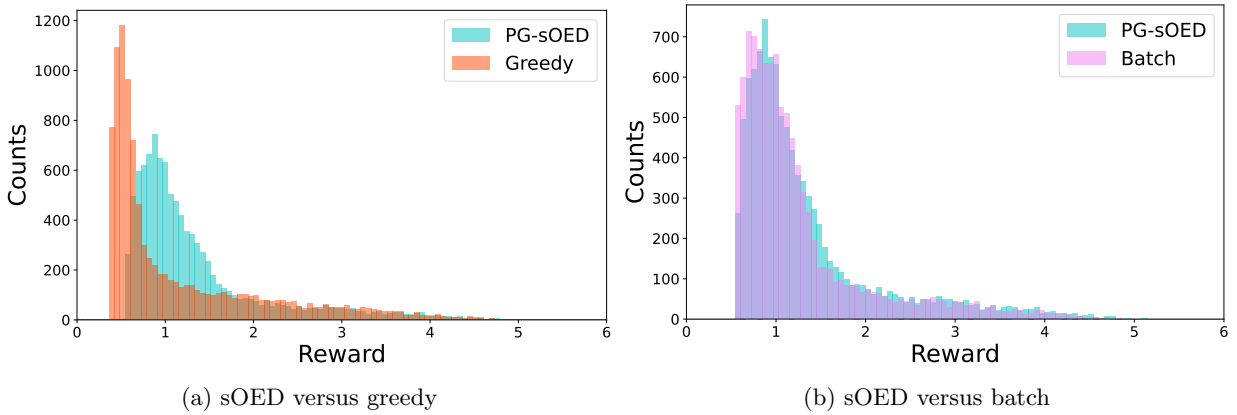 1200
1000
800
600
400
200
0
Counts
PG-sOED
Greedy
0 1 2 3 4 5 6
Reward
(a) sOED versus greedy
700
600
500
400
300
200
100
0
Counts
PG-sOED
Batch
0 1 2 3 4 5 6
Reward
(b) sOED versus batch